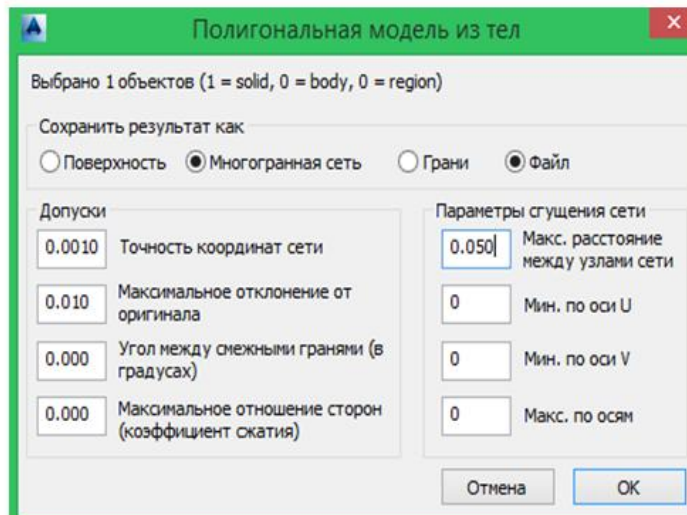 Полигональная модель из тел
Выбрано 1 объектов (1 = solid, 0 = body, 0 = region)
Сохранить результат как
Поверхность Многогранная сеть Грани Файл
Допуски
0.0010 Точность координат сети
0.010 Максимальное отклонение от
оригинала
0.000 Угол между смежными гранями (в
градусах)
0.000 Максимальное отношение сторон
(коэффициент сжатия)
Параметры сгущения сети
0.050 Макс. расстояние
между узлами сети
0 Мин. по оси U
0 Мин. по оси V
0 Макс. по осям
Отмена OK